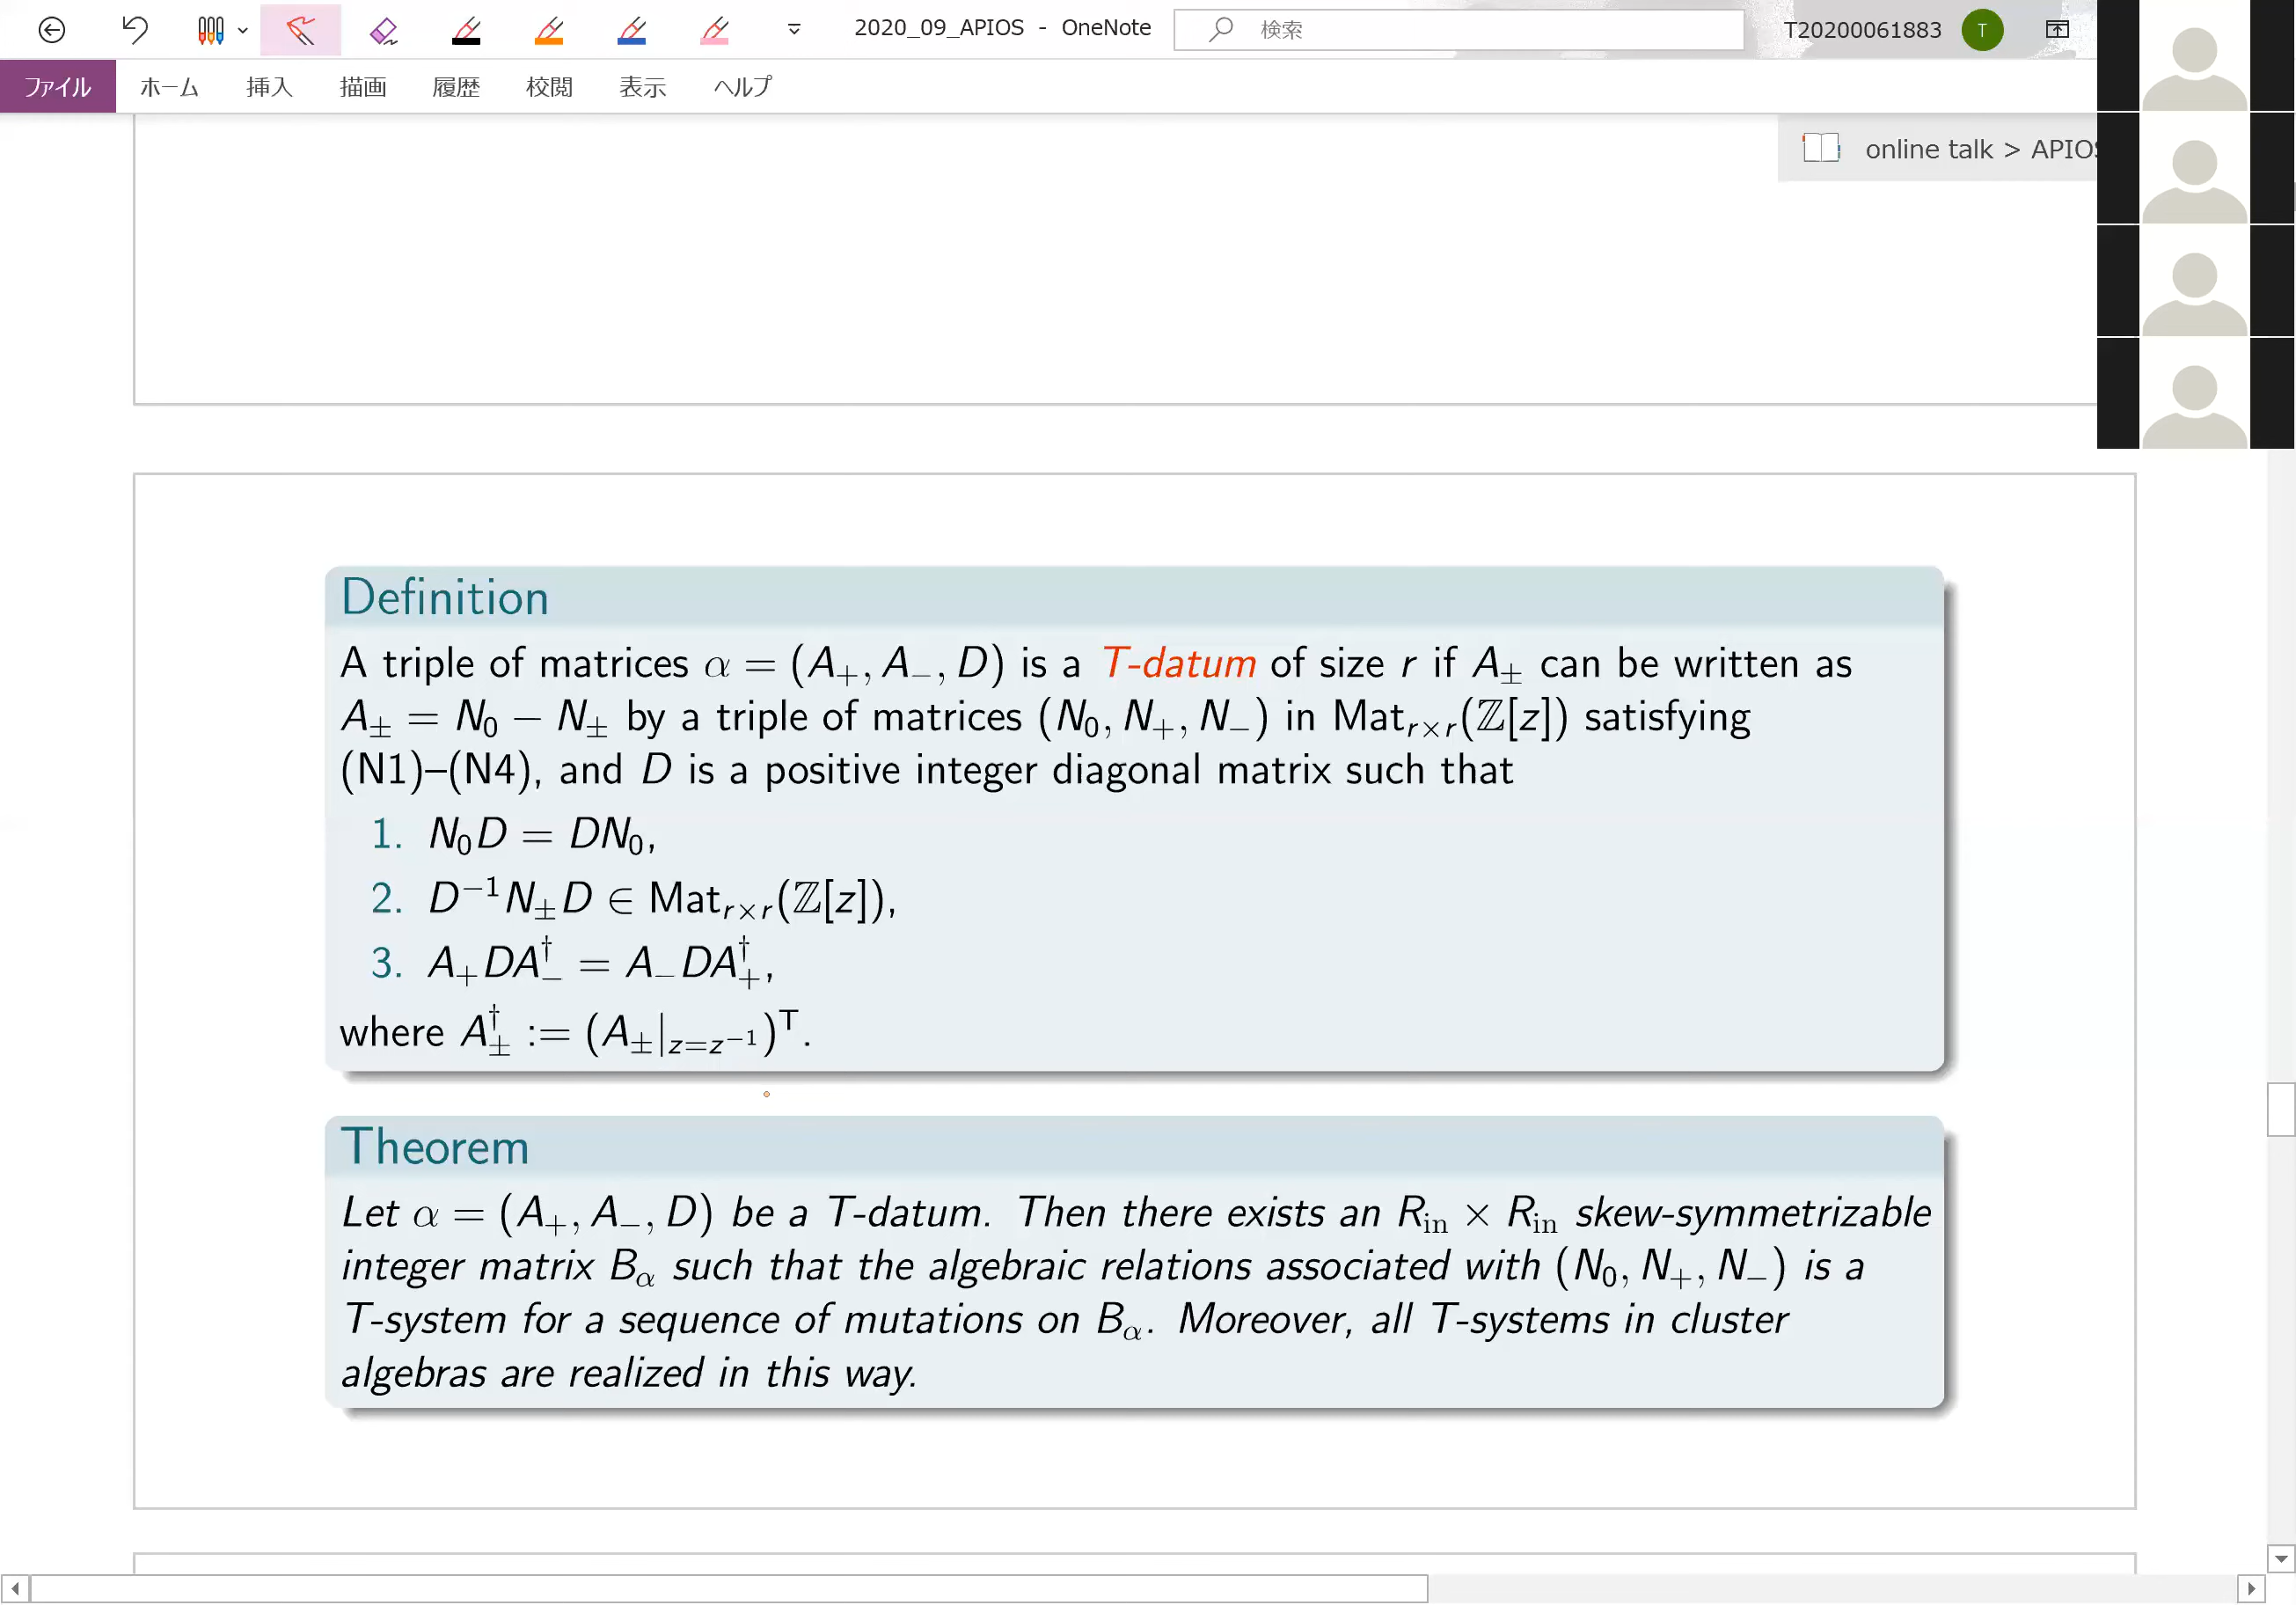 2020_09_APIOS - OneNote
検索
T20200061883
T
ファイル ホーム 挿入 描画 履歴 校閲 表示 ヘルプ
online talk > APIOS
Definition
A triple of matrices α = (A₊, A₋, D) is a T-datum of size r if A± can be written as
A± = N₀ − N± by a triple of matrices (N₀, N₊, N₋) in Mat_{r×r}(ℤ[z]) satisfying
(N1)–(N4), and D is a positive integer diagonal matrix such that
1. N₀D = DN₀,
2. D⁻¹N±D ∈ Mat_{r×r}(ℤ[z]),
3. A₊DA₋^† = A₋DA₊^†,
where A±^† := (A±|_{z=z⁻¹})^T.
Theorem
Let α = (A₊, A₋, D) be a T-datum. Then there exists an R_in × R_in skew-symmetrizable
integer matrix B_α such that the algebraic relations associated with (N₀, N₊, N₋) is a
T-system for a sequence of mutations on B_α. Moreover, all T-systems in cluster
algebras are realized in this way.